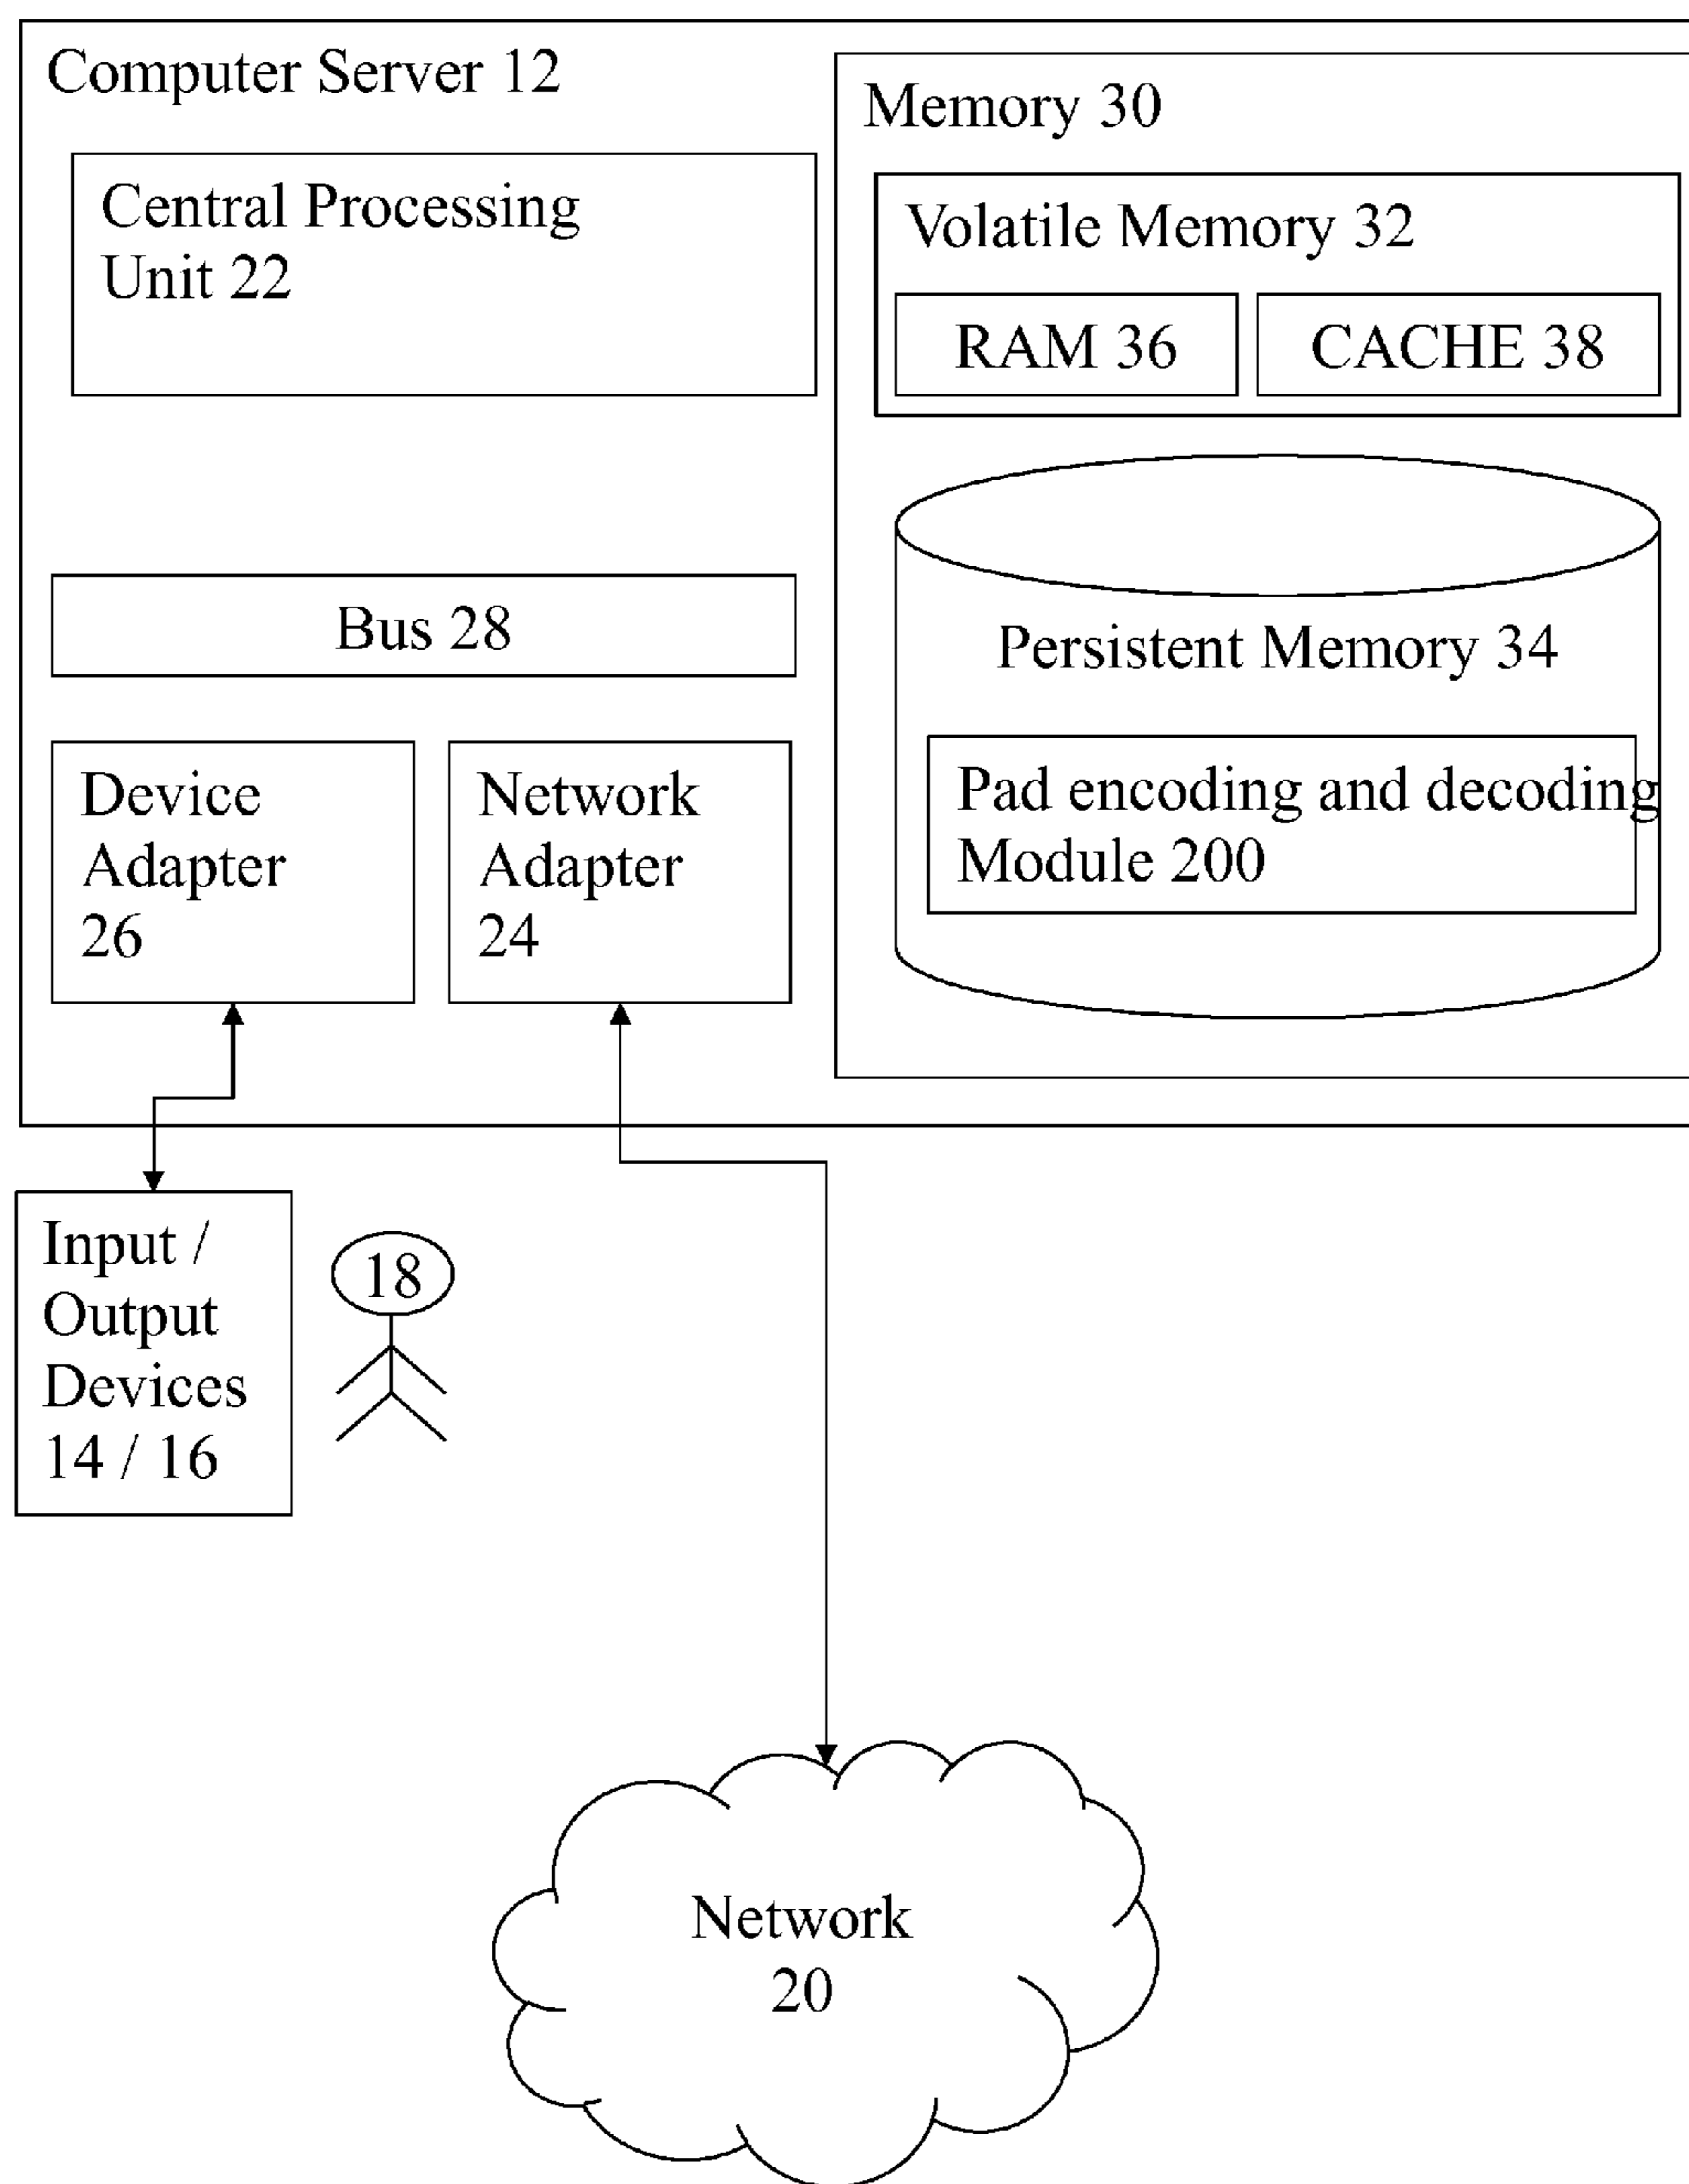 Computer Server 12
Central Processing
Unit 22
Bus 28
Device
Adapter
26
Network
Adapter
24
Memory 30
Volatile Memory 32
RAM 36
CACHE 38
Persistent Memory 34
Pad encoding and decoding
Module 200
Input /
Output
Devices
14 / 16
18
Network
20